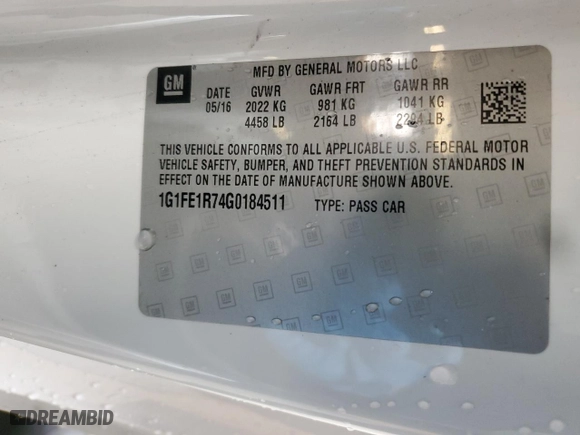 GM
MFD BY GENERAL MOTORS LLC
DATE GVWR GAWR FRT GAWR RR
05/16 2022 KG 981 KG 1041 KG
4458 LB 2164 LB 2294 LB
THIS VEHICLE CONFORMS TO ALL APPLICABLE U.S. FEDERAL MOTOR
VEHICLE SAFETY, BUMPER, AND THEFT PREVENTION STANDARDS IN
EFFECT ON THE DATE OF MANUFACTURE SHOWN ABOVE.
1G1FE1R74G0184511 TYPE: PASS CAR
DREAMBID